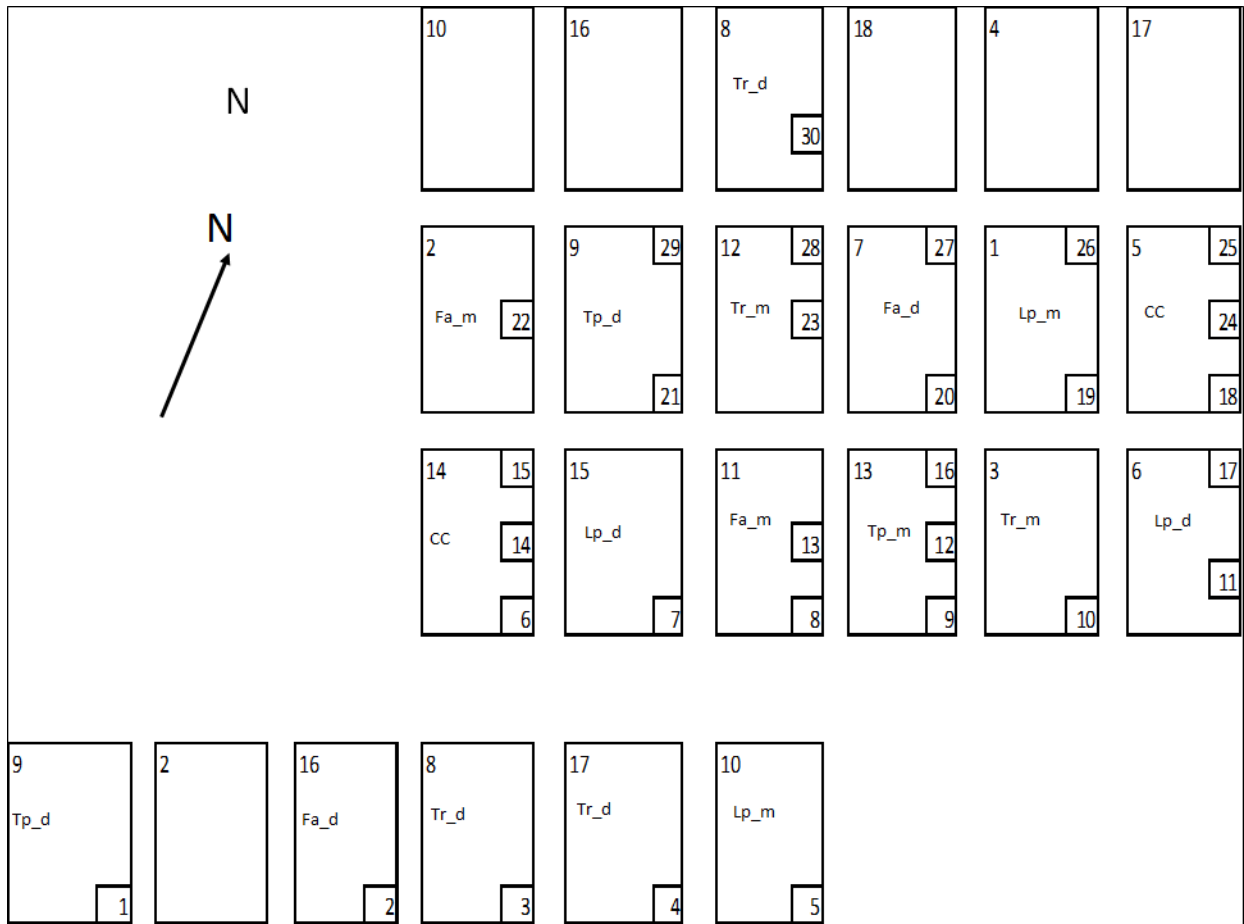 10 16 8 18 4 17
Tr_d
N
30
N
2 9 29 12 28 7 27 1 26 5 25
Fa_m 22 Tp_d Tr_m 23 Fa_d Lp_m CC 24
21 20 19 18
14 15 15 11 13 16 3 6 17
CC 14 Lp_d Fa_m 13 Tp_m 12 Tr_m Lp_d
11
6 7 8 9 10
9 2 16 8 17 10
Tp_d Fa_d Tr_d Tr_d Lp_m
1 2 3 4 5